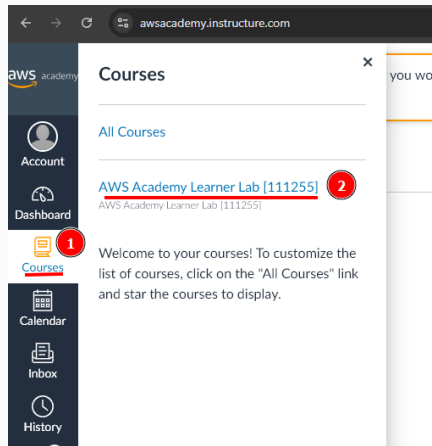 awsacademy.instructure.com
aws academy
Account
Dashboard
1
Courses
Calendar
Inbox
History
Courses
×
All Courses
AWS Academy Learner Lab [111255]
2
AWS Academy Learner Lab [111255]
Welcome to your courses! To customize the
list of courses, click on the "All Courses" link
and star the courses to display.
you wo